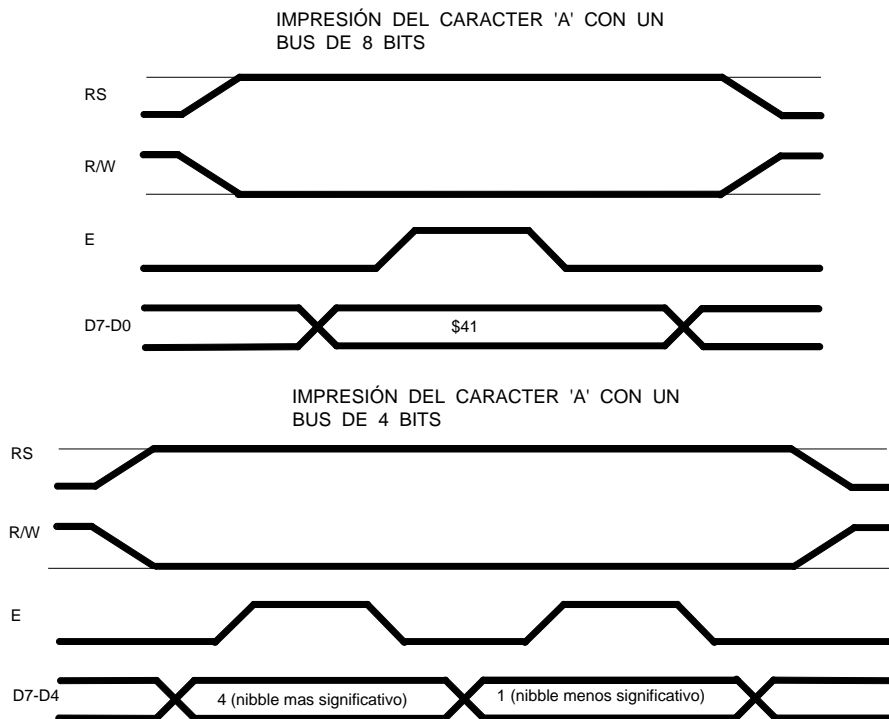 IMPRESIÓN DEL CARACTER 'A' CON UN
BUS DE 8 BITS
RS
R/W
E
D7-D0
$41
IMPRESIÓN DEL CARACTER 'A' CON UN
BUS DE 4 BITS
RS
R/W
E
D7-D4
4 (nibble mas significativo)
1 (nibble menos significativo)